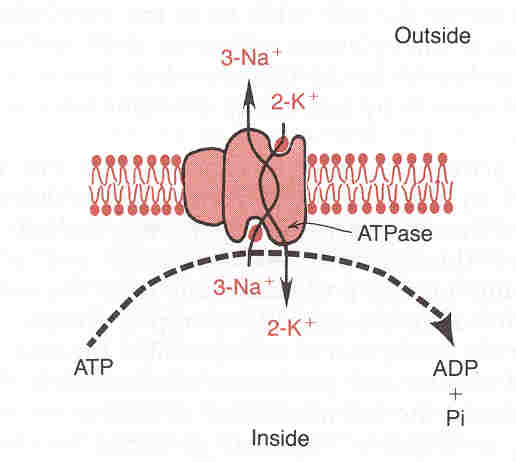 Outside
3-Na+
2-K+
ATPase
3-Na+
2-K+
ATP
ADP
+
Pi
Inside